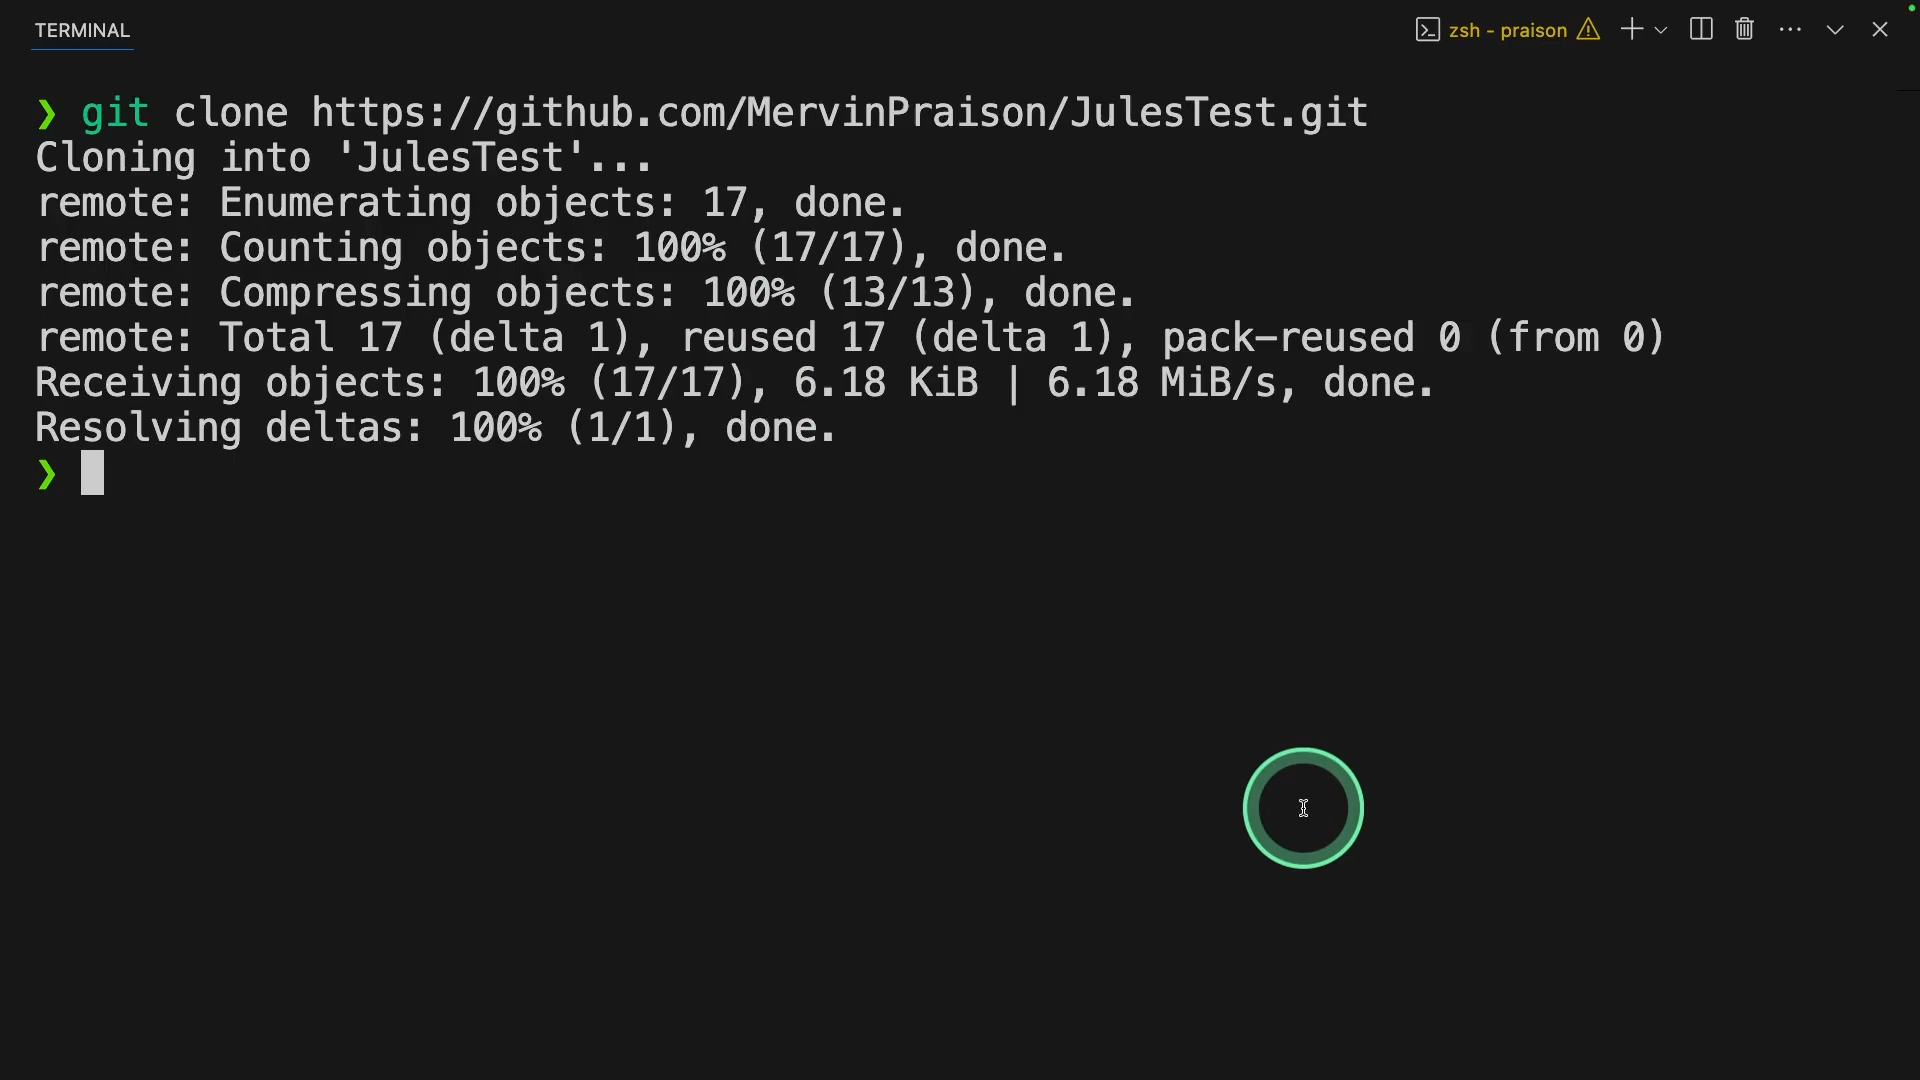 TERMINAL
zsh - praison
❯ git clone https://github.com/MervinPraison/JulesTest.git
Cloning into 'JulesTest'...
remote: Enumerating objects: 17, done.
remote: Counting objects: 100% (17/17), done.
remote: Compressing objects: 100% (13/13), done.
remote: Total 17 (delta 1), reused 17 (delta 1), pack-reused 0 (from 0)
Receiving objects: 100% (17/17), 6.18 KiB | 6.18 MiB/s, done.
Resolving deltas: 100% (1/1), done.
❯